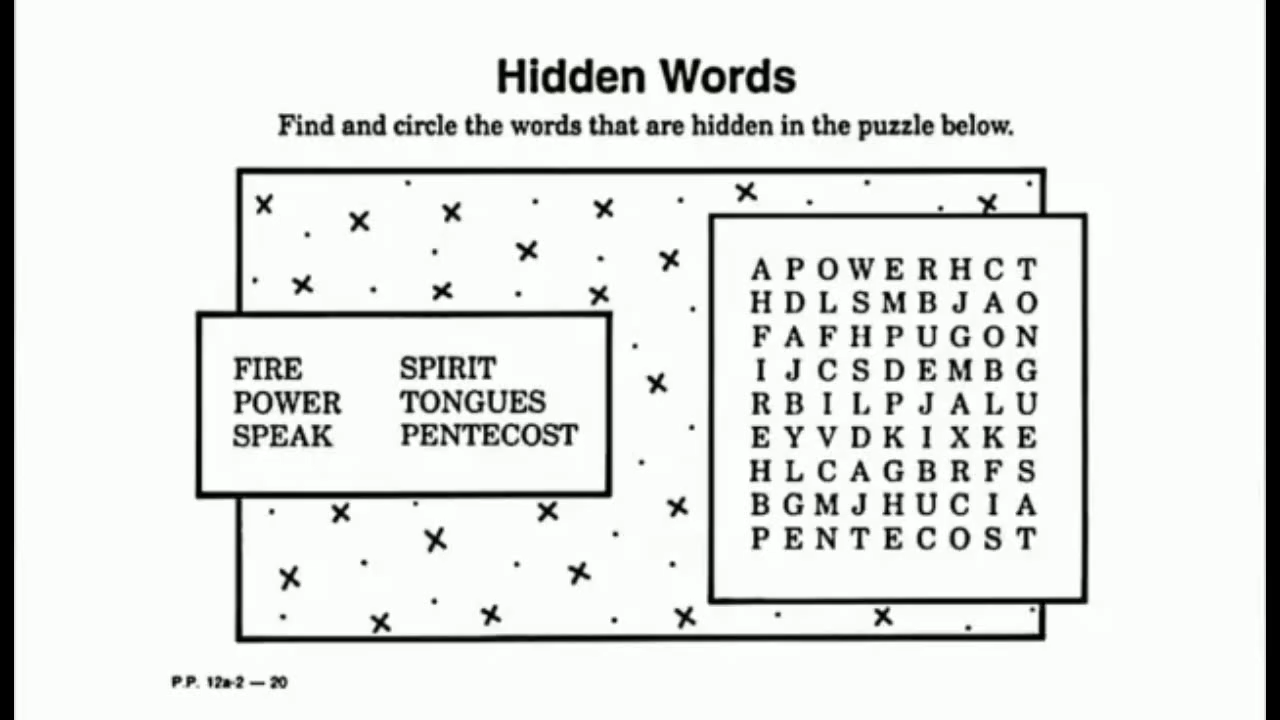 Hidden Words
Find and circle the words that are hidden in the puzzle below.
FIRE SPIRIT
POWER TONGUES
SPEAK PENTECOST
A P O W E R H C T
H D L S M B J A O
F A F H P U G O N
I J C S D E M B G
R B I L P J A L U
E Y V D K I X K E
H L C A G B R F S
B G M J H U C I A
P E N T E C O S T
P.P. 12a-2 — 20